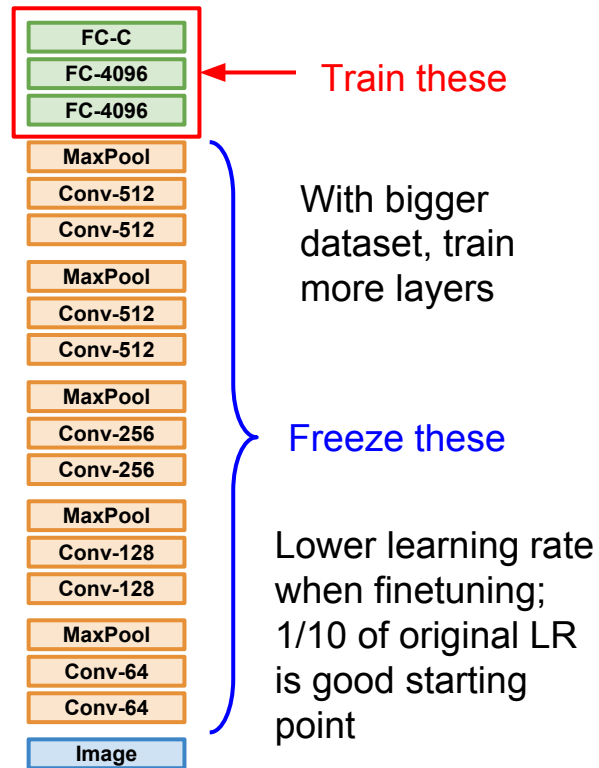 FC-C
FC-4096
FC-4096
Train these
MaxPool
Conv-512
Conv-512
With bigger
dataset, train
more layers
MaxPool
Conv-512
Conv-512
MaxPool
Conv-256
Conv-256
Freeze these
MaxPool
Conv-128
Conv-128
MaxPool
Conv-64
Conv-64
Lower learning rate
when finetuning;
1/10 of original LR
is good starting
point
Image